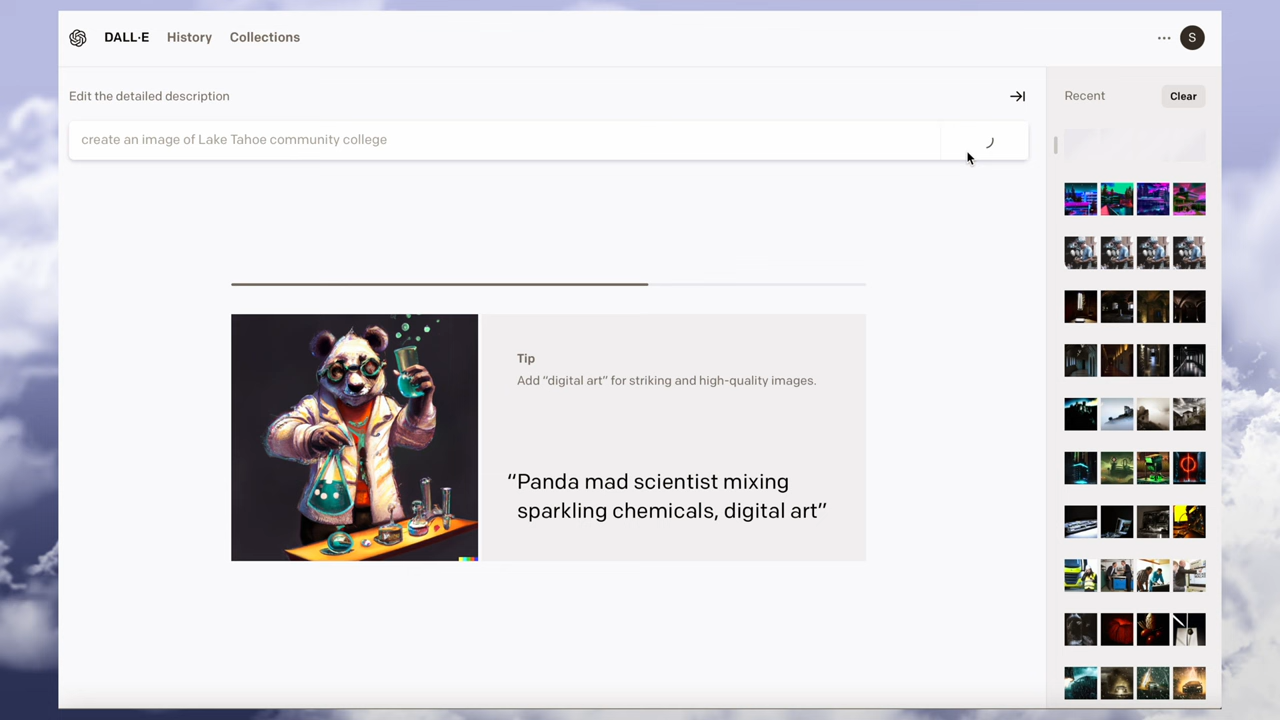 DALL·E History Collections
S
Edit the detailed description
Recent
Clear
create an image of Lake Tahoe community college
Tip
Add “digital art” for striking and high-quality images.
“Panda mad scientist mixing
sparkling chemicals, digital art”